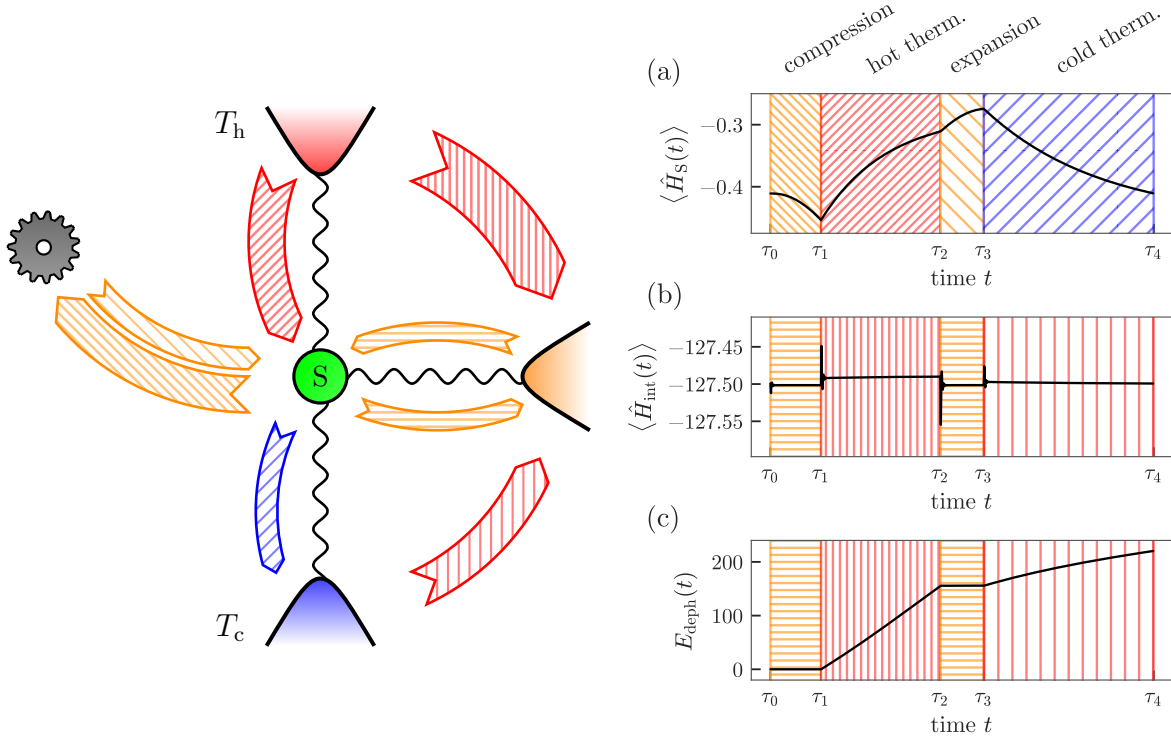 T_h
S
T_c
compression
hot therm.
expansion
cold therm.
(a)
⟨Ĥ_S(t)⟩
−0.3
−0.4
τ_0 τ_1 τ_2 τ_3 τ_4
time t
(b)
⟨Ĥ_int(t)⟩
−127.45
−127.50
−127.55
τ_0 τ_1 τ_2 τ_3 τ_4
time t
(c)
E_deph(t)
200
100
0
τ_0 τ_1 τ_2 τ_3 τ_4
time t